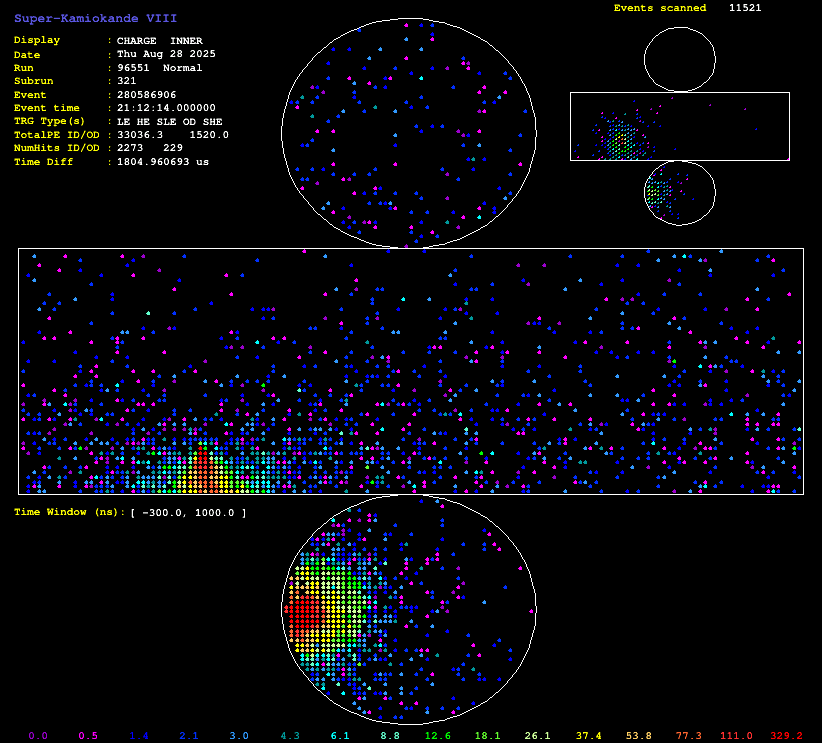 Super-Kamiokande VIII
Events scanned 11521
Display : CHARGE INNER
Date : Thu Aug 28 2025
Run : 96551 Normal
Subrun : 321
Event : 280586906
Event time : 21:12:14.000000
TRG Type(s) : LE HE SLE OD SHE
TotalPE ID/OD : 33036.3 1520.0
NumHits ID/OD : 2273 229
Time Diff : 1804.960693 us
Time Window (ns): [ -300.0, 1000.0 ]
0.0 0.5 1.4 2.1 3.0 4.3 6.1 8.8 12.6 18.1 26.1 37.4 53.8 77.3 111.0 329.2